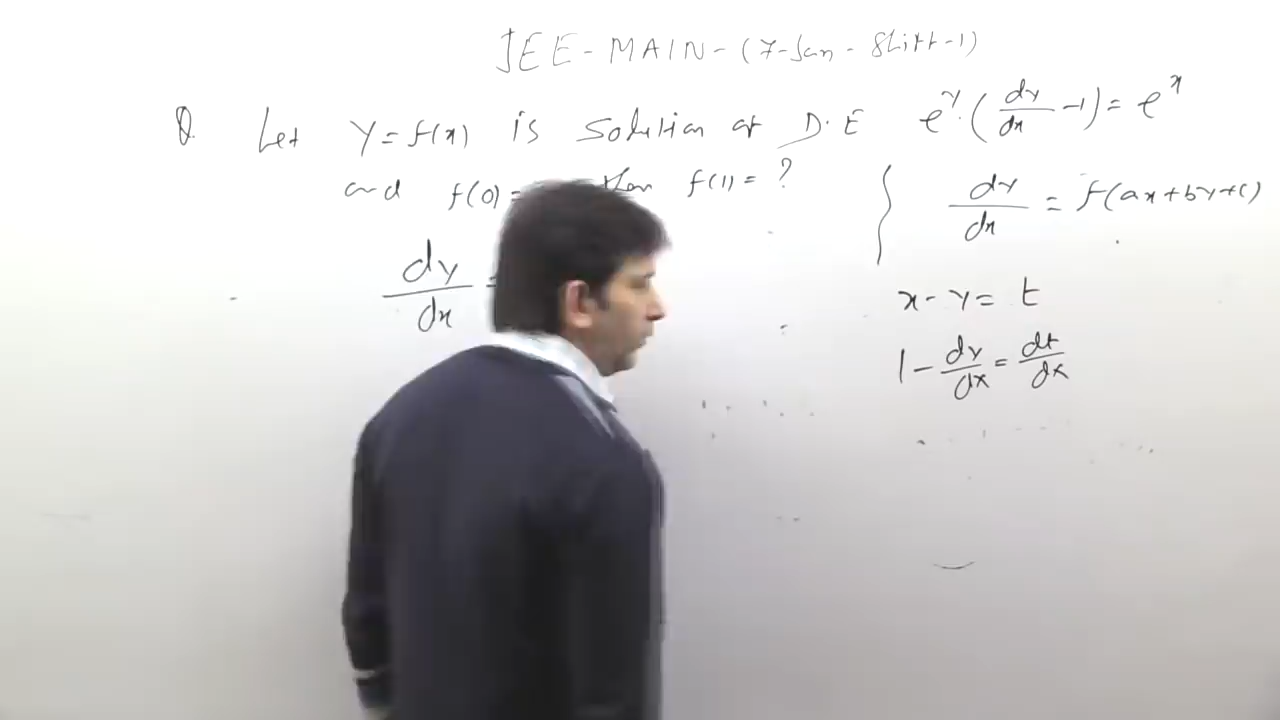 JEE-MAIN-(7-Jan-Shift-1)
Q. Let Y=f(x) is solution of D.E e^y.(dy/dx -1)=e^x
and f(0)= then f(1)=?
dy/dx = f(ax+by+c)
dy/dx
x-y=t
1-dy/dx=dt/dx